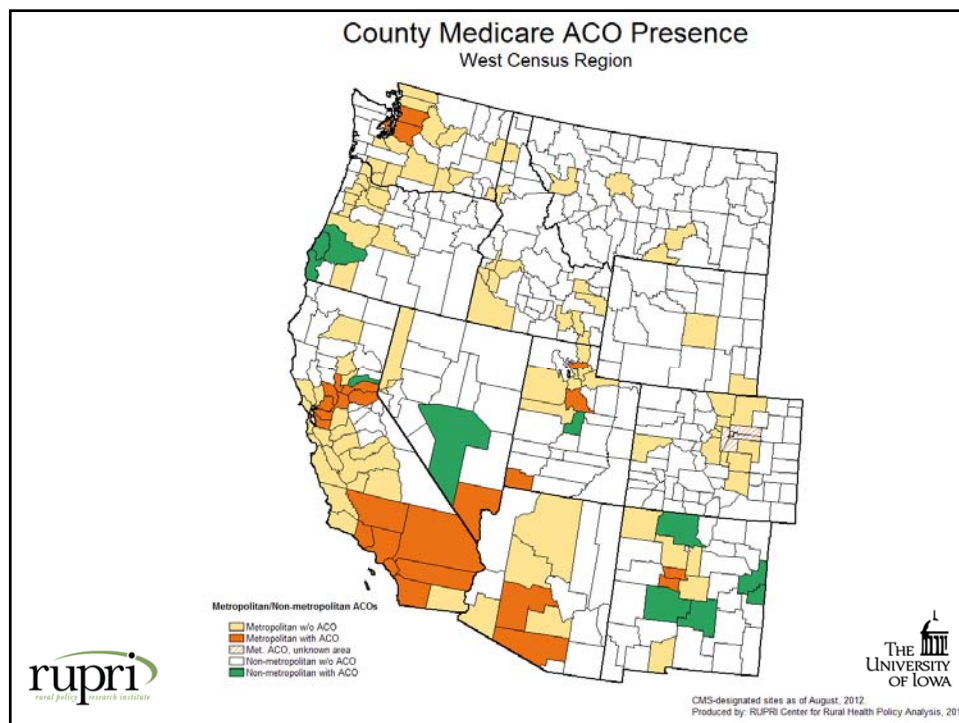 County Medicare ACO Presence
West Census Region
Metropolitan/Non-metropolitan ACOs
Metropolitan w/o ACO
Metropolitan with ACO
Met. ACO, unknown area
Non-metropolitan w/o ACO
Non-metropolitan with ACO
rupri
rural policy research institute
THE
UNIVERSITY
OF IOWA
CMS-designated sites as of August, 2012.
Produced by: RUPRI Center for Rural Health Policy Analysis, 201